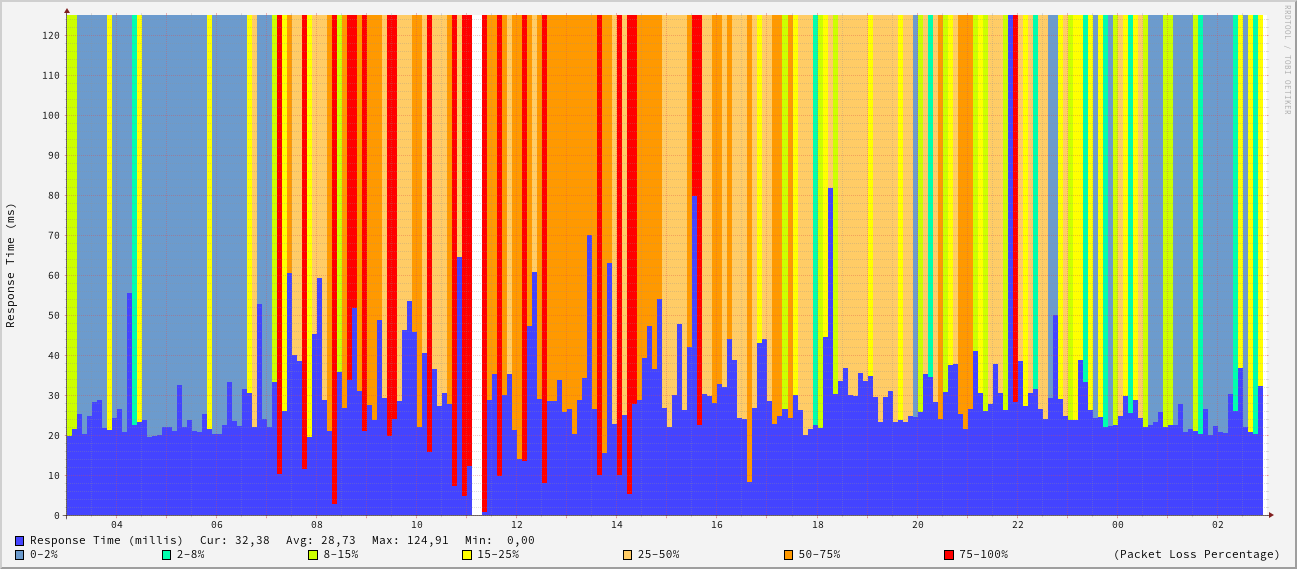 RRDTOOL / TOBI OETIKER
Response Time (ms)
120
110
100
90
80
70
60
50
40
30
20
10
0
04 06 08 10 12 14 16 18 20 22 00 02
Response Time (millis) Cur: 32,38 Avg: 28,73 Max: 124,91 Min: 0,00
0-2% 2-8% 8-15% 15-25% 25-50% 50-75% 75-100% (Packet Loss Percentage)